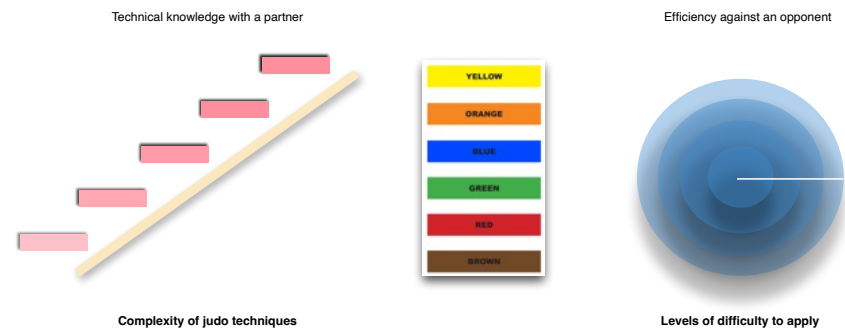 Technical knowledge with a partner
Efficiency against an opponent
YELLOW
ORANGE
BLUE
GREEN
RED
BROWN
Complexity of judo techniques
Levels of difficulty to apply